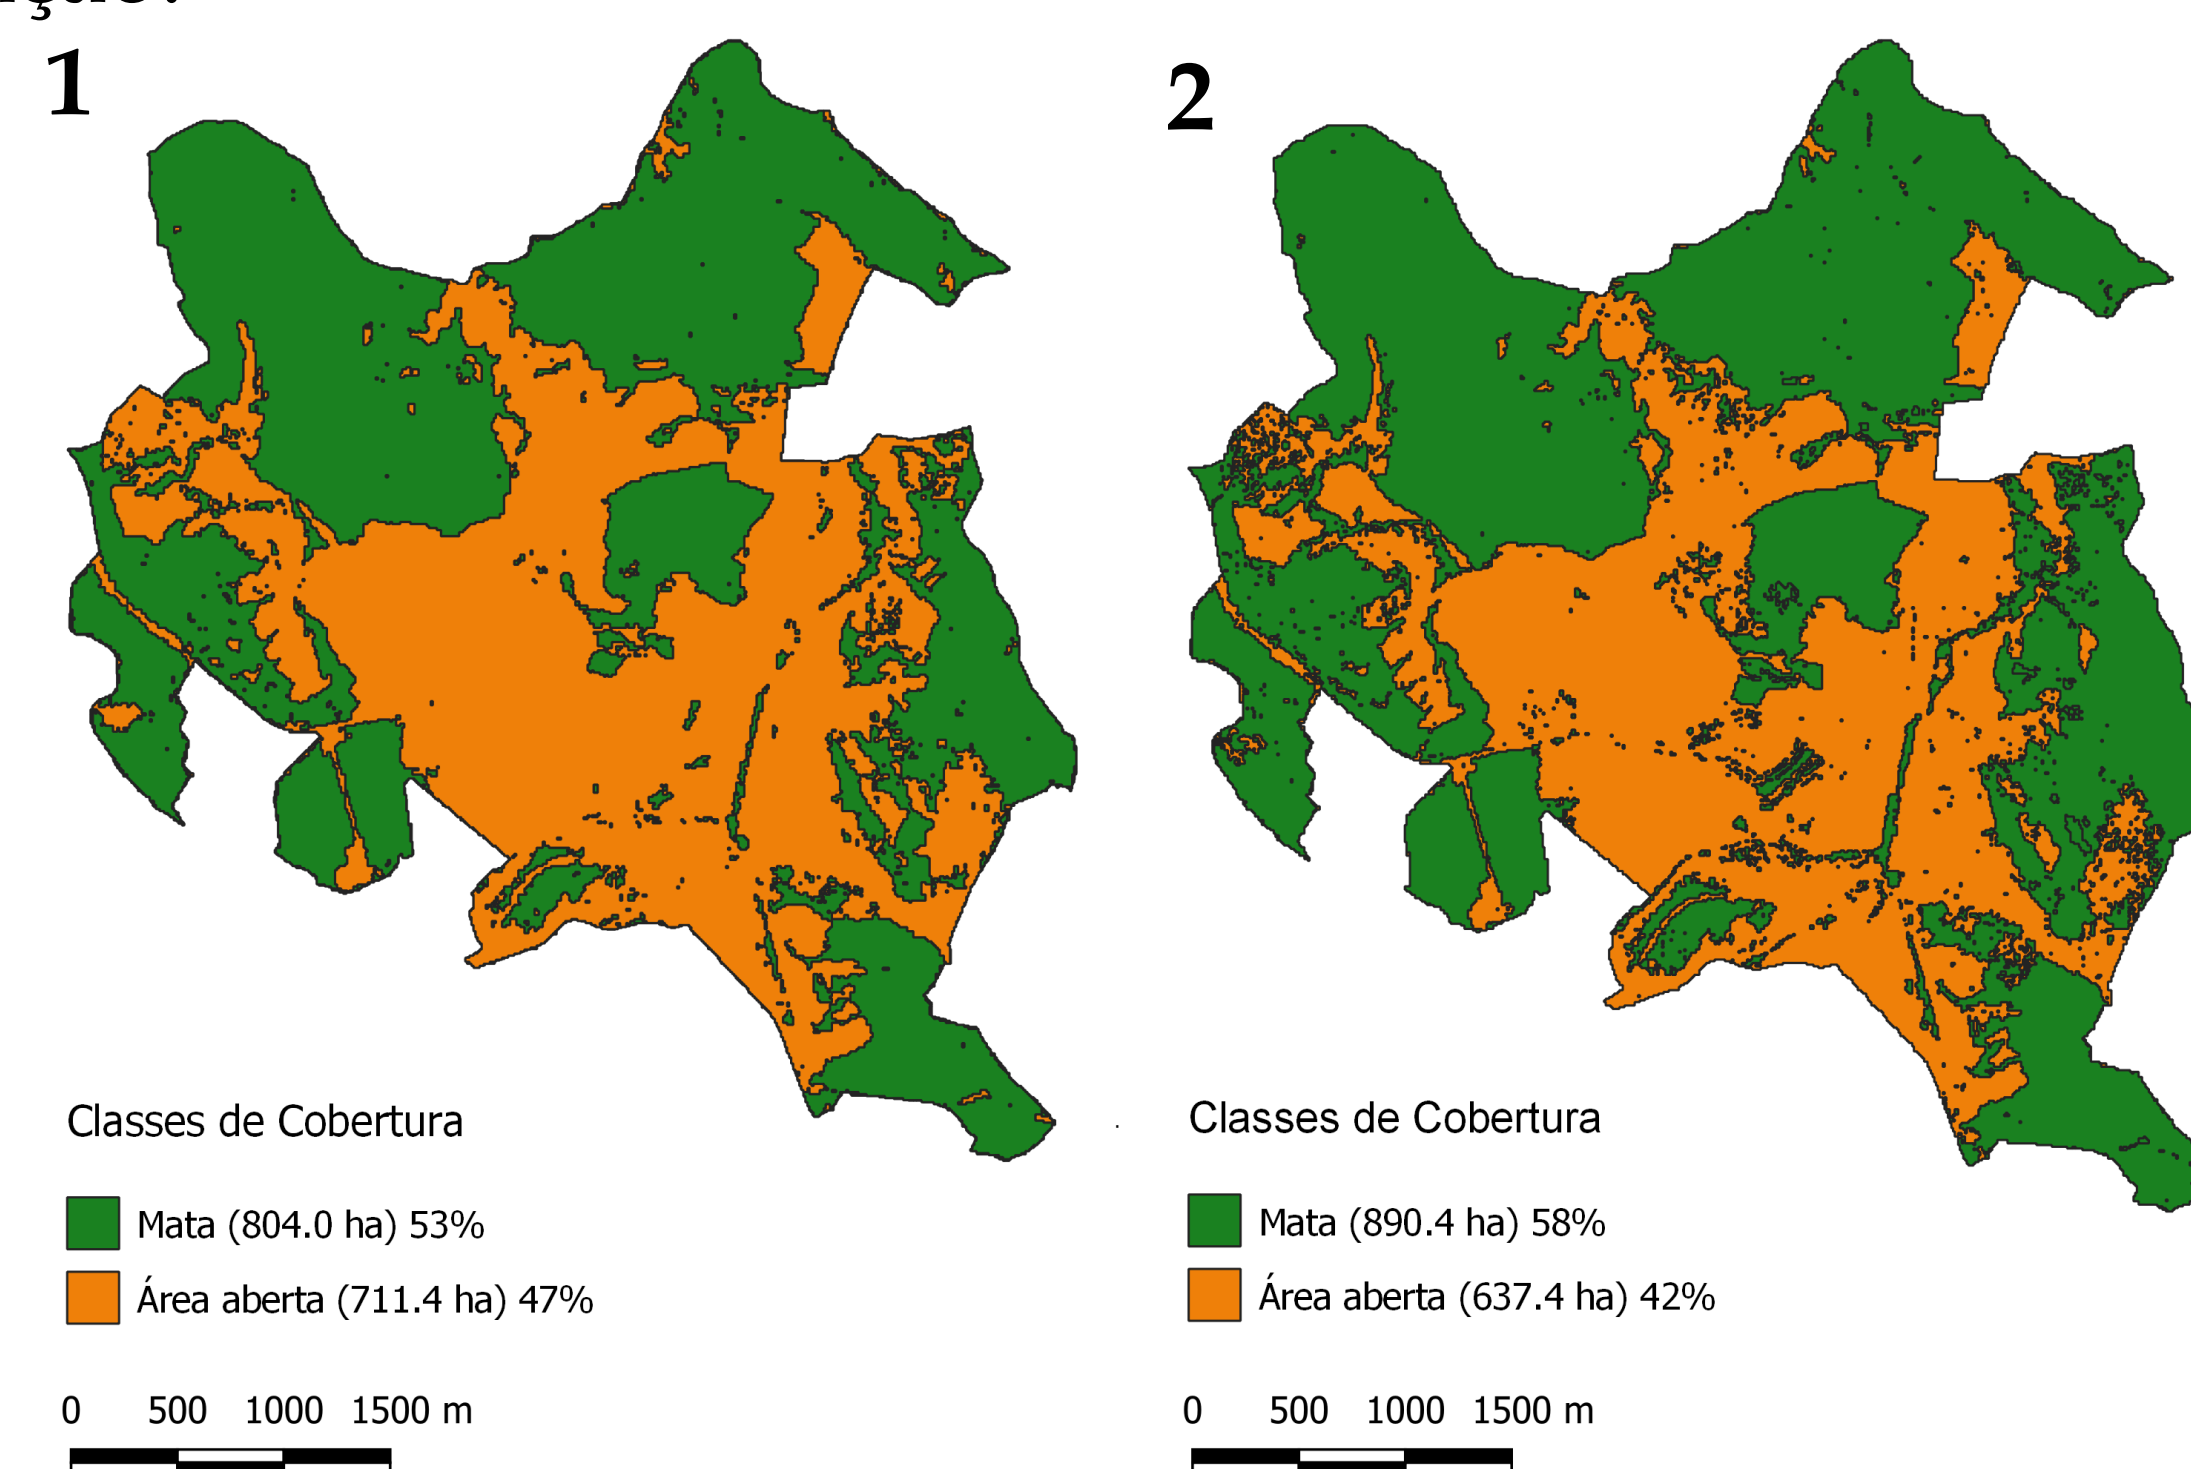 1
2
Classes de Cobertura
Mata (804.0 ha) 53%
Área aberta (711.4 ha) 47%
0 500 1000 1500 m
Classes de Cobertura
Mata (890.4 ha) 58%
Área aberta (637.4 ha) 42%
0 500 1000 1500 m